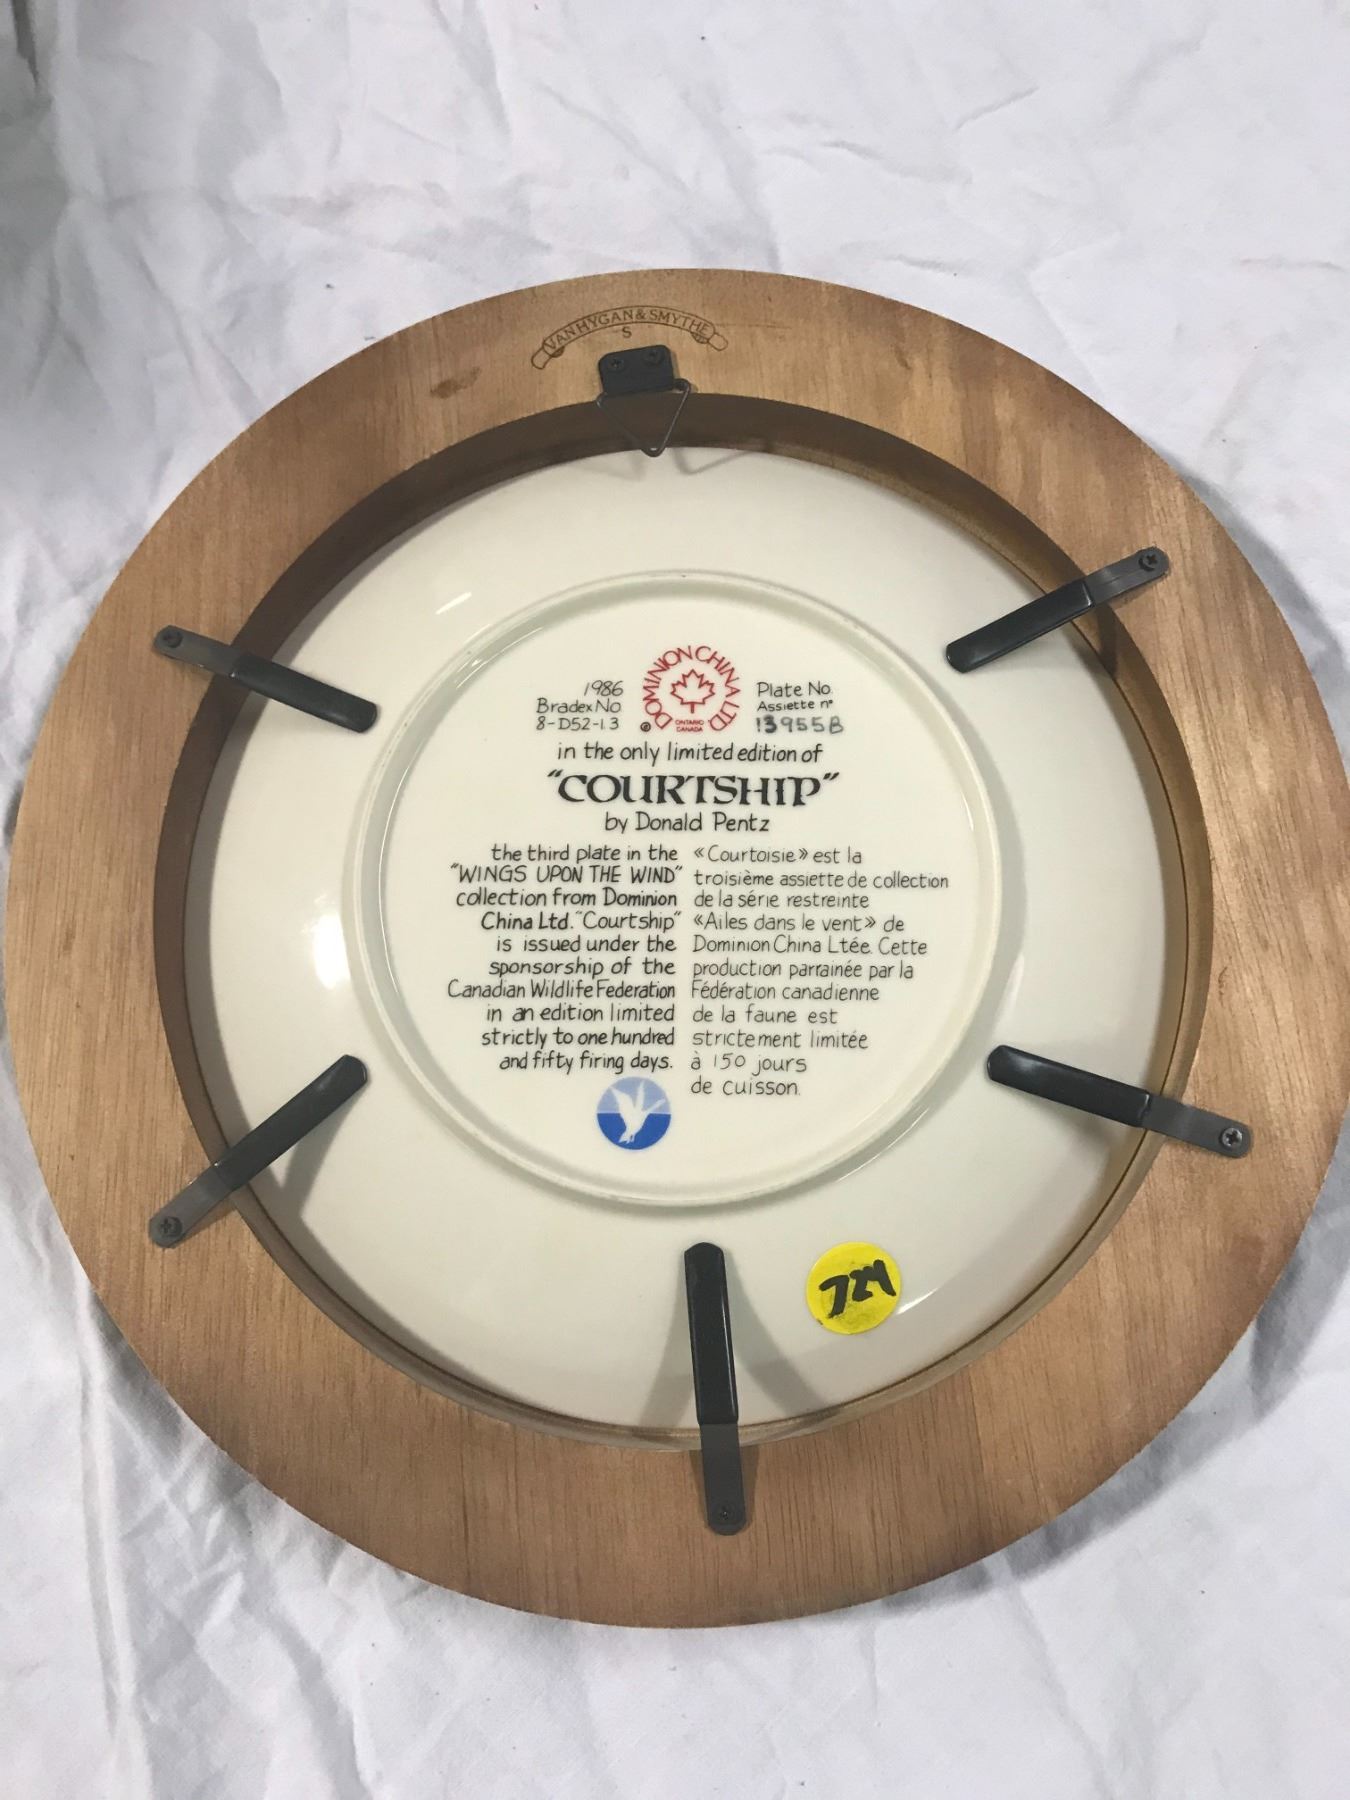 VAN HYGAN & SMYTHE
S
1986
Bradex No
8-D52-1.3
DOMINION CHINA LTD.
ONTARIO
CANADA
©
Plate No.
Assiette n°
13955B
in the only limited edition of
"COURTSHIP"
by Donald Pentz
the third plate in the
"WINGS UPON THE WIND"
collection from Dominion
China Ltd. "Courtship"
is issued under the
sponsorship of the
Canadian Wildlife Federation
in an edition limited
strictly to one hundred
and fifty firing days.
«Courtoisie» est la
troisième assiette de collection
de la série restreinte
«Ailes dans le vent» de
Dominion China Ltée. Cette
production parrainée par la
Fédération canadienne
de la faune est
strictement limitée
à 150 jours
de cuisson.
724